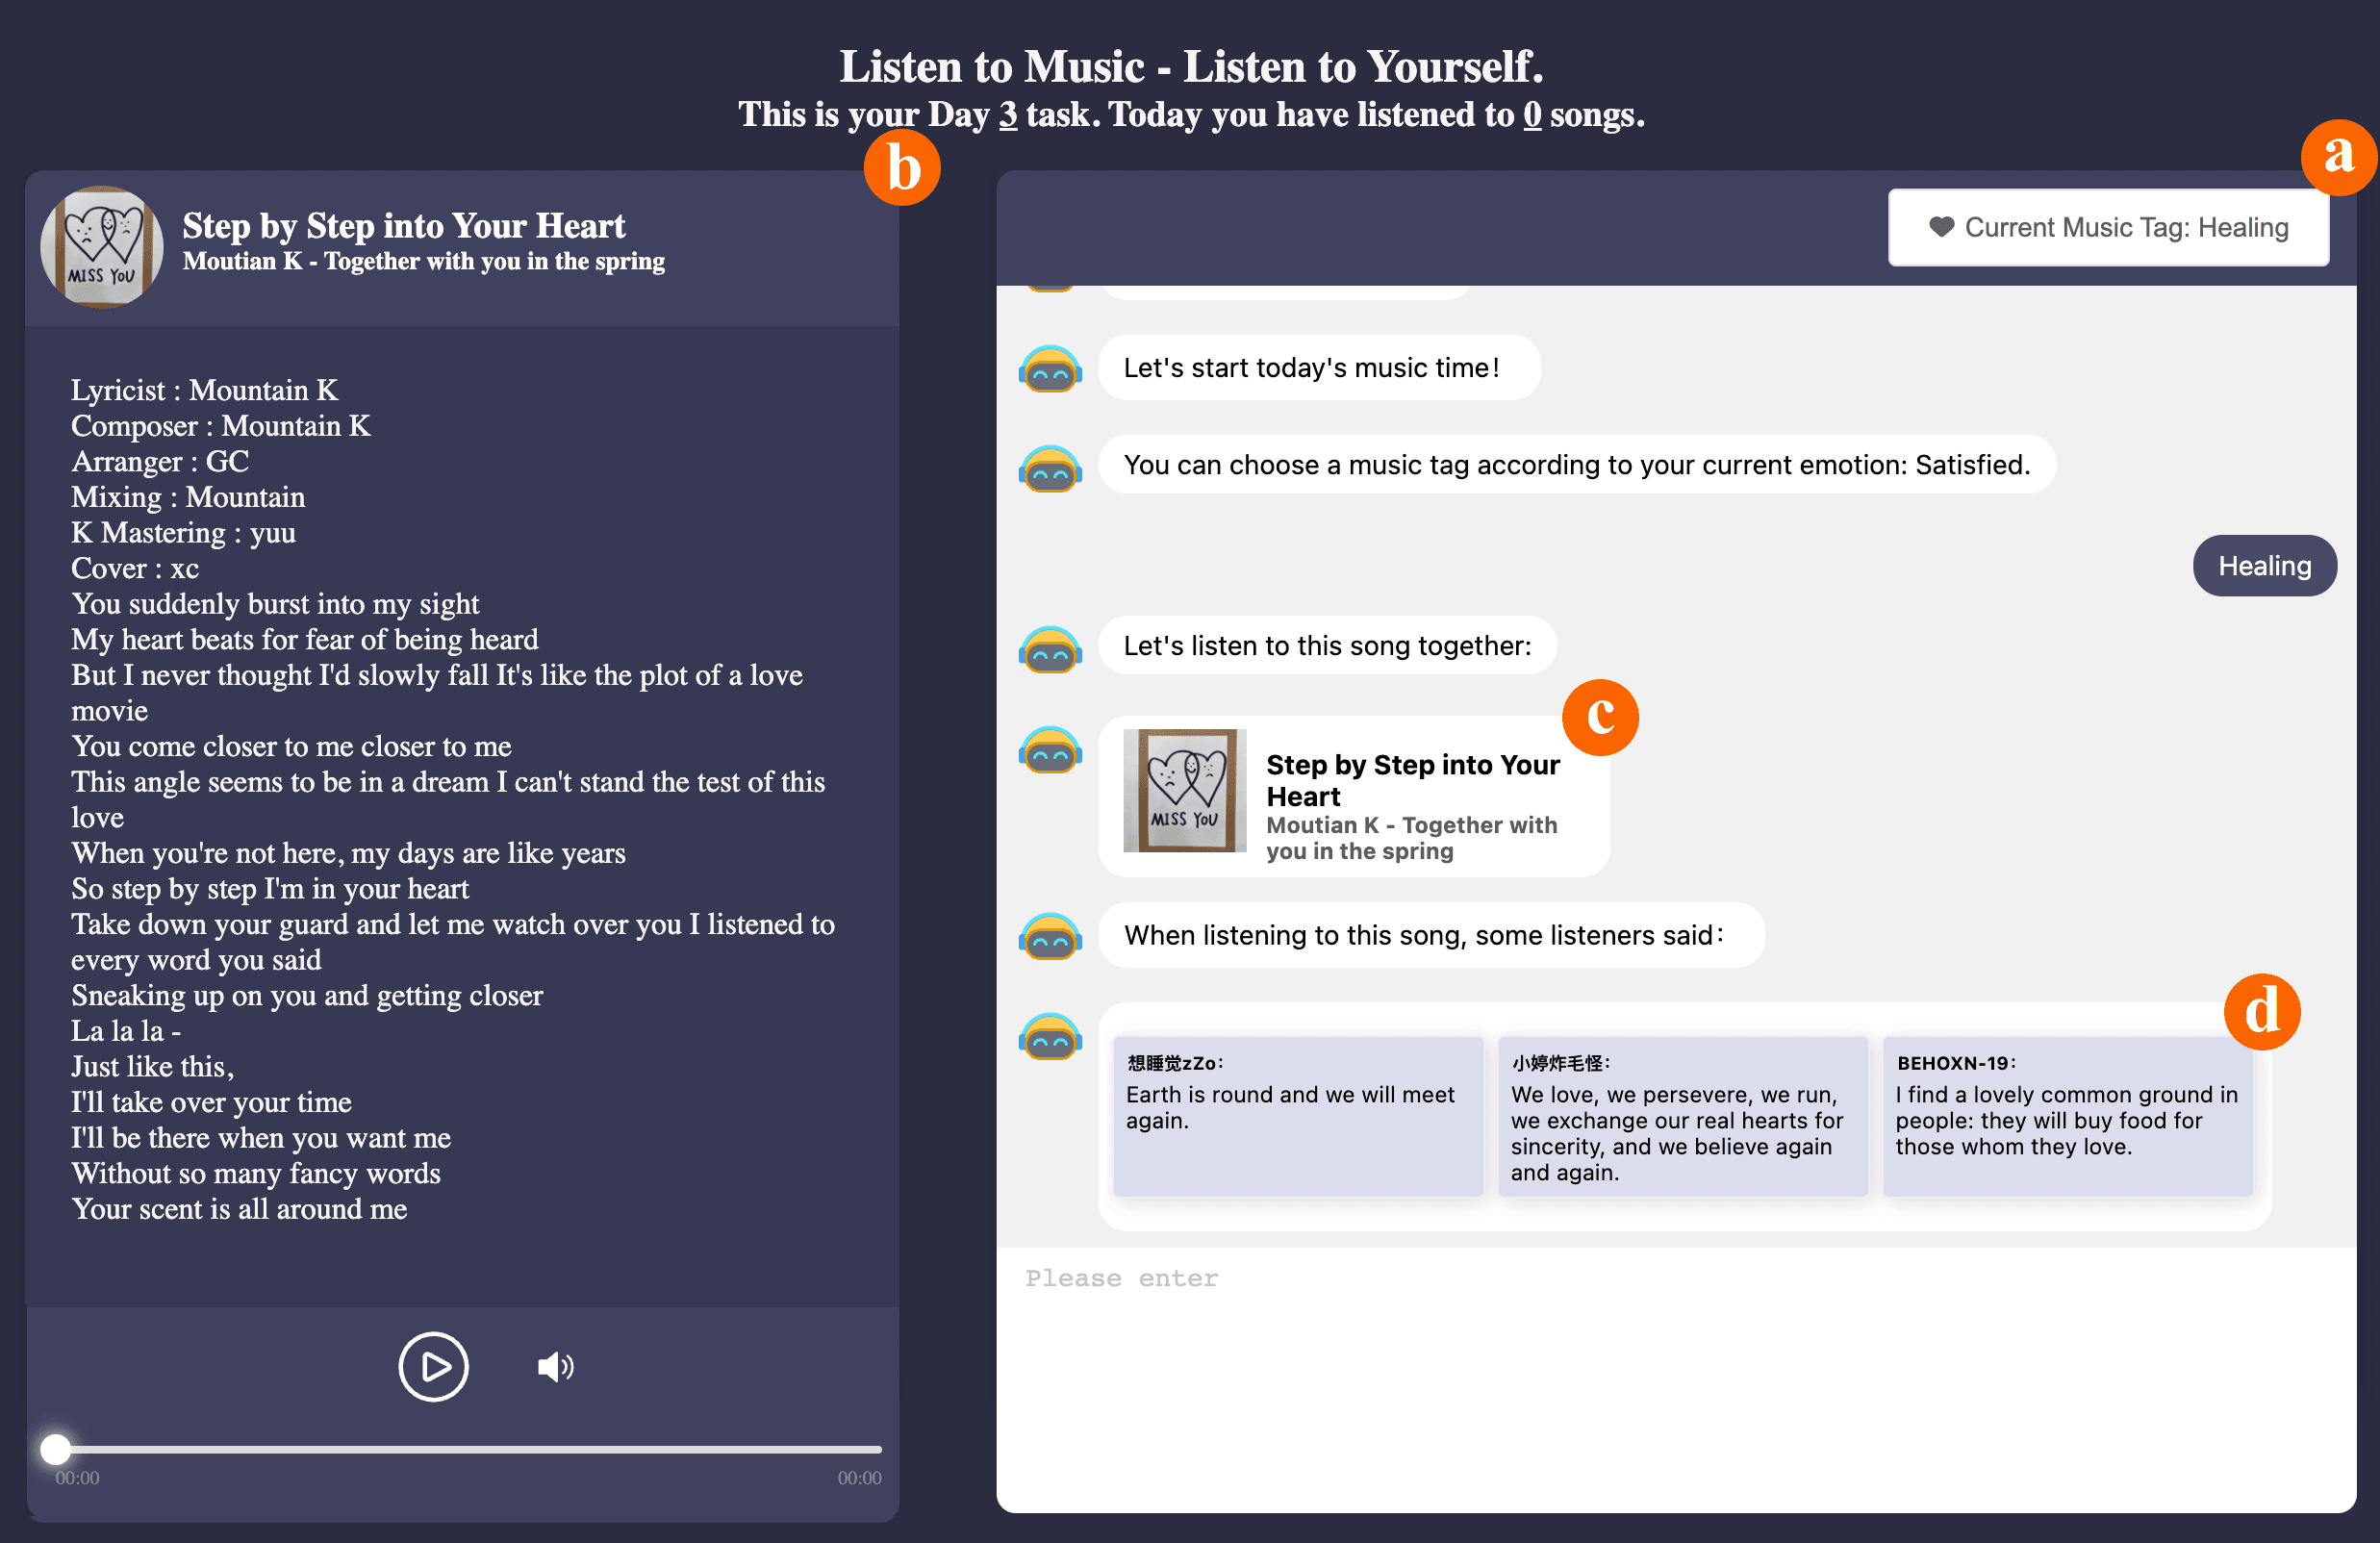 Listen to Music - Listen to Yourself.
This is your Day 3 task. Today you have listened to 0 songs.
b
MISS YOU
Step by Step into Your Heart
Moutian K - Together with you in the spring
Lyricist : Mountain K
Composer : Mountain K
Arranger : GC
Mixing : Mountain
K Mastering : yuu
Cover : xc
You suddenly burst into my sight
My heart beats for fear of being heard
But I never thought I'd slowly fall It's like the plot of a love
movie
You come closer to me closer to me
This angle seems to be in a dream I can't stand the test of this
love
When you're not here, my days are like years
So step by step I'm in your heart
Take down your guard and let me watch over you I listened to
every word you said
Sneaking up on you and getting closer
La la la -
Just like this,
I'll take over your time
I'll be there when you want me
Without so many fancy words
Your scent is all around me
00:00
00:00
a
Current Music Tag: Healing
Let's start today's music time!
You can choose a music tag according to your current emotion: Satisfied.
Healing
Let's listen to this song together:
c
MISS YOU
Step by Step into Your
Heart
Moutian K - Together with
you in the spring
When listening to this song, some listeners said:
d
想睡觉zZo:
Earth is round and we will meet
again.
小婷炸毛怪:
We love, we persevere, we run,
we exchange our real hearts for
sincerity, and we believe again
and again.
BEHOXN-19:
I find a lovely common ground in
people: they will buy food for
those whom they love.
Please enter